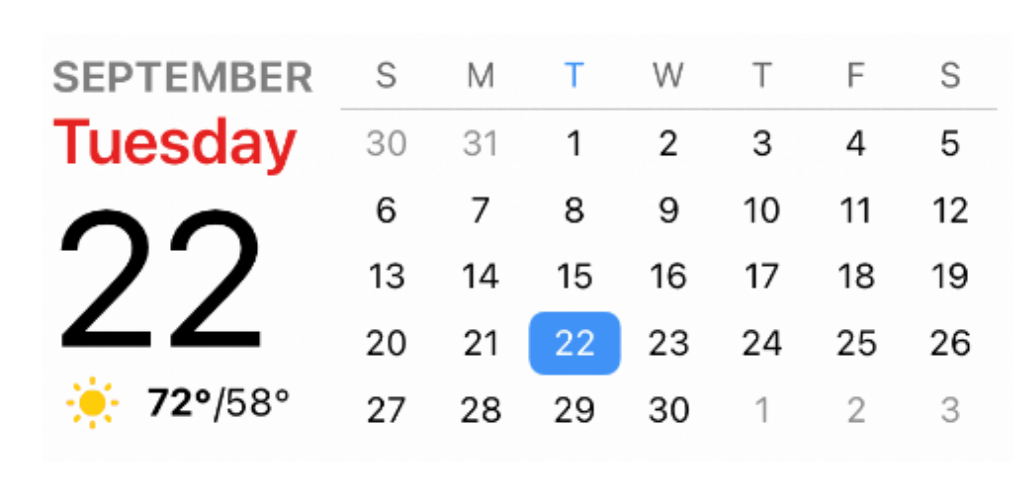 SEPTEMBER
Tuesday
22
72°/58°
S M T W T F S
30 31 1 2 3 4 5
6 7 8 9 10 11 12
13 14 15 16 17 18 19
20 21 22 23 24 25 26
27 28 29 30 1 2 3